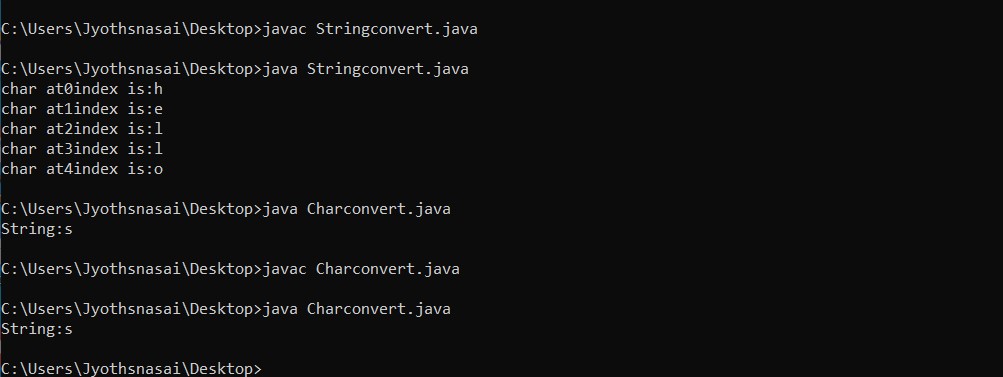 C:\Users\Jyothsnasai\Desktop>javac Stringconvert.java
C:\Users\Jyothsnasai\Desktop>java Stringconvert.java
char at0index is:h
char at1index is:e
char at2index is:l
char at3index is:l
char at4index is:o
C:\Users\Jyothsnasai\Desktop>java Charconvert.java
String:s
C:\Users\Jyothsnasai\Desktop>javac Charconvert.java
C:\Users\Jyothsnasai\Desktop>java Charconvert.java
String:s
C:\Users\Jyothsnasai\Desktop>